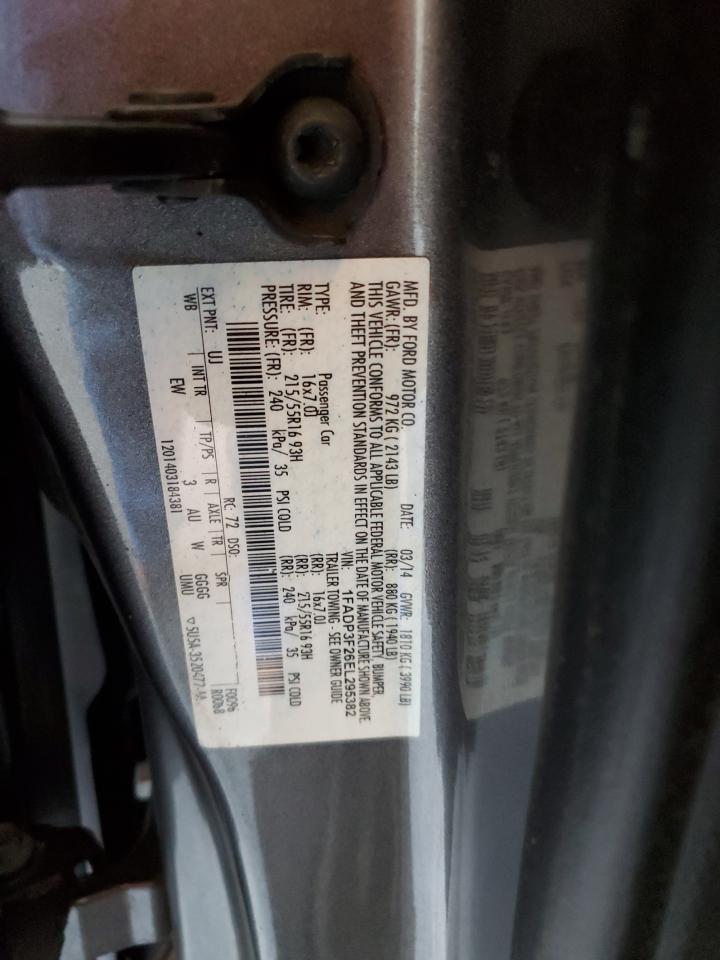 MFD. BY FORD MOTOR CO. DATE: 03/14 GVWR: 1810 KG ( 3990 LB)
GAWR: (FR): 972 KG ( 2143 LB) (RR): 880 KG ( 1940 LB)
THIS VEHICLE CONFORMS TO ALL APPLICABLE FEDERAL MOTOR VEHICLE SAFETY, BUMPER,
AND THEFT PREVENTION STANDARDS IN EFFECT ON THE DATE OF MANUFACTURE SHOWN ABOVE.
VIN: 1FADP3F26EL295382
TYPE: Passenger Car TRAILER TOWING - SEE OWNER GUIDE
RIM: (FR): 16x7.0J (RR): 16x7.0J
TIRE: (FR): 215/55R16 93H (RR): 215/55R16 93H
PRESSURE: (FR): 240 kPa/ 35 PSI COLD (RR): 240 kPa/ 35 PSI COLD
RC: 72 DSO: F0096
EXT PNT: UJ
WB INT TR TP/PS R AXLE TR SPR
EW 3 AU W GGGG
1201403184381 UMU